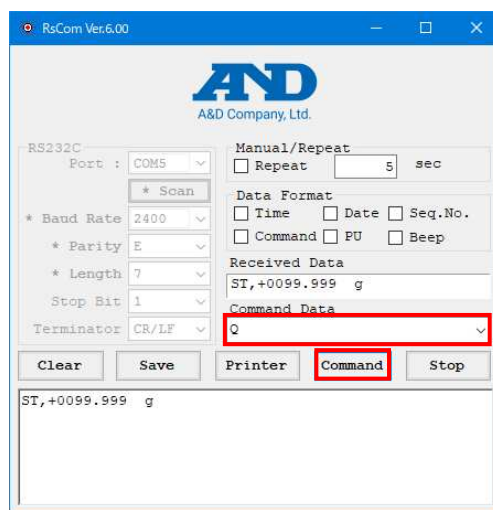 RsCom Ver.6.00
AND
A&D Company, Ltd.
RS232C
Port : COM5
* Scan
* Baud Rate 2400
* Parity E
* Length 7
Stop Bit 1
Terminator CR/LF
Manual/Repeat
Repeat 5 sec
Data Format
Time Date Seq.No.
Command PU Beep
Received Data
ST,+0099.999 g
Command Data
Q
Clear Save Printer Command Stop
ST,+0099.999 g